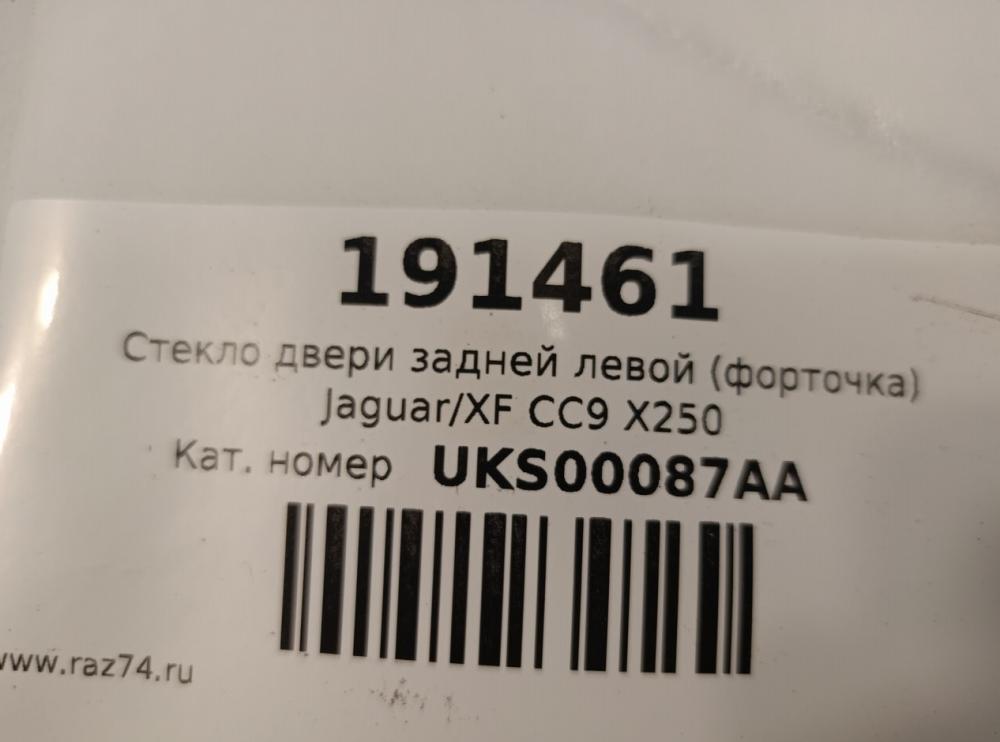 191461
Стекло двери задней левой (форточка)
Jaguar/XF CC9 X250
Кат. номер UKS00087AA
www.raz74.ru